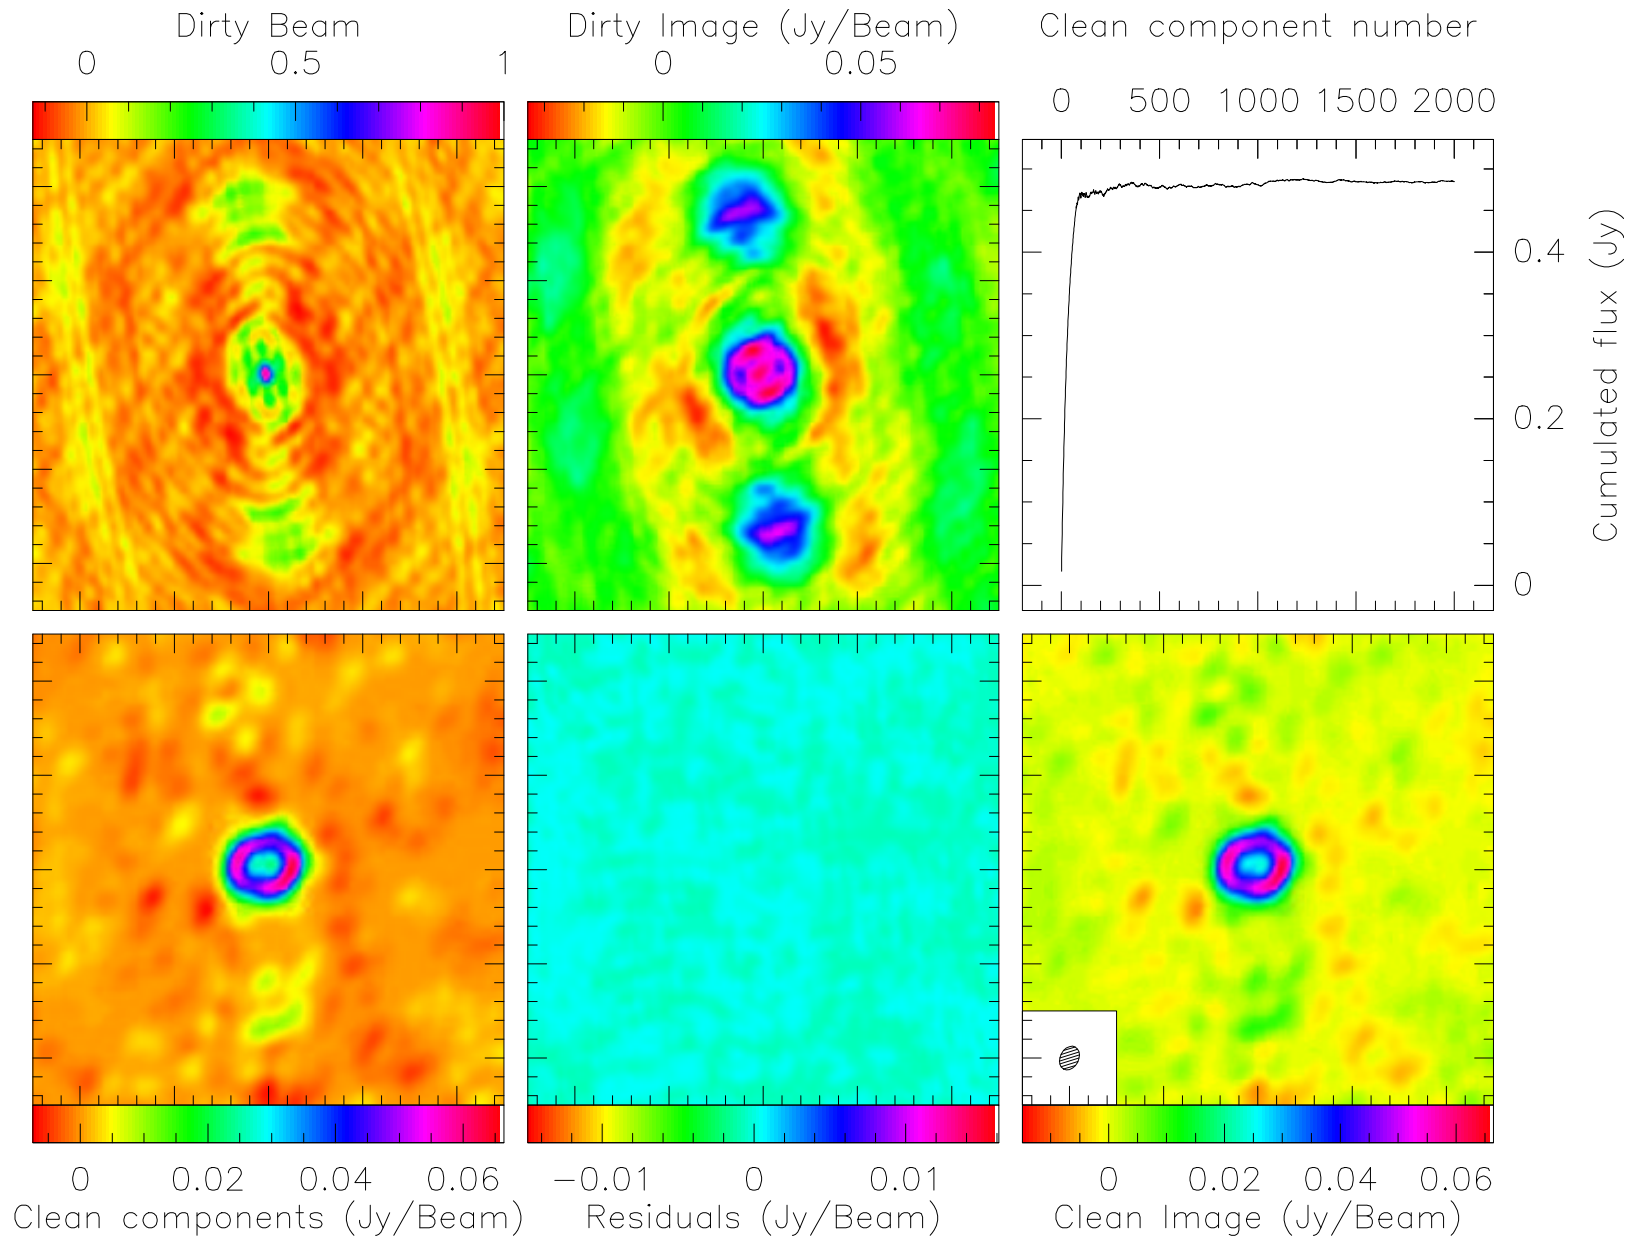 Dirty Beam
0 0.5 1
Dirty Image (Jy/Beam)
0 0.05
Clean component number
0 500 1000 1500 2000
0.4
0.2
0
Cumulated flux (Jy)
0 0.02 0.04 0.06
Clean components (Jy/Beam)
−0.01 0 0.01
Residuals (Jy/Beam)
0 0.02 0.04 0.06
Clean Image (Jy/Beam)